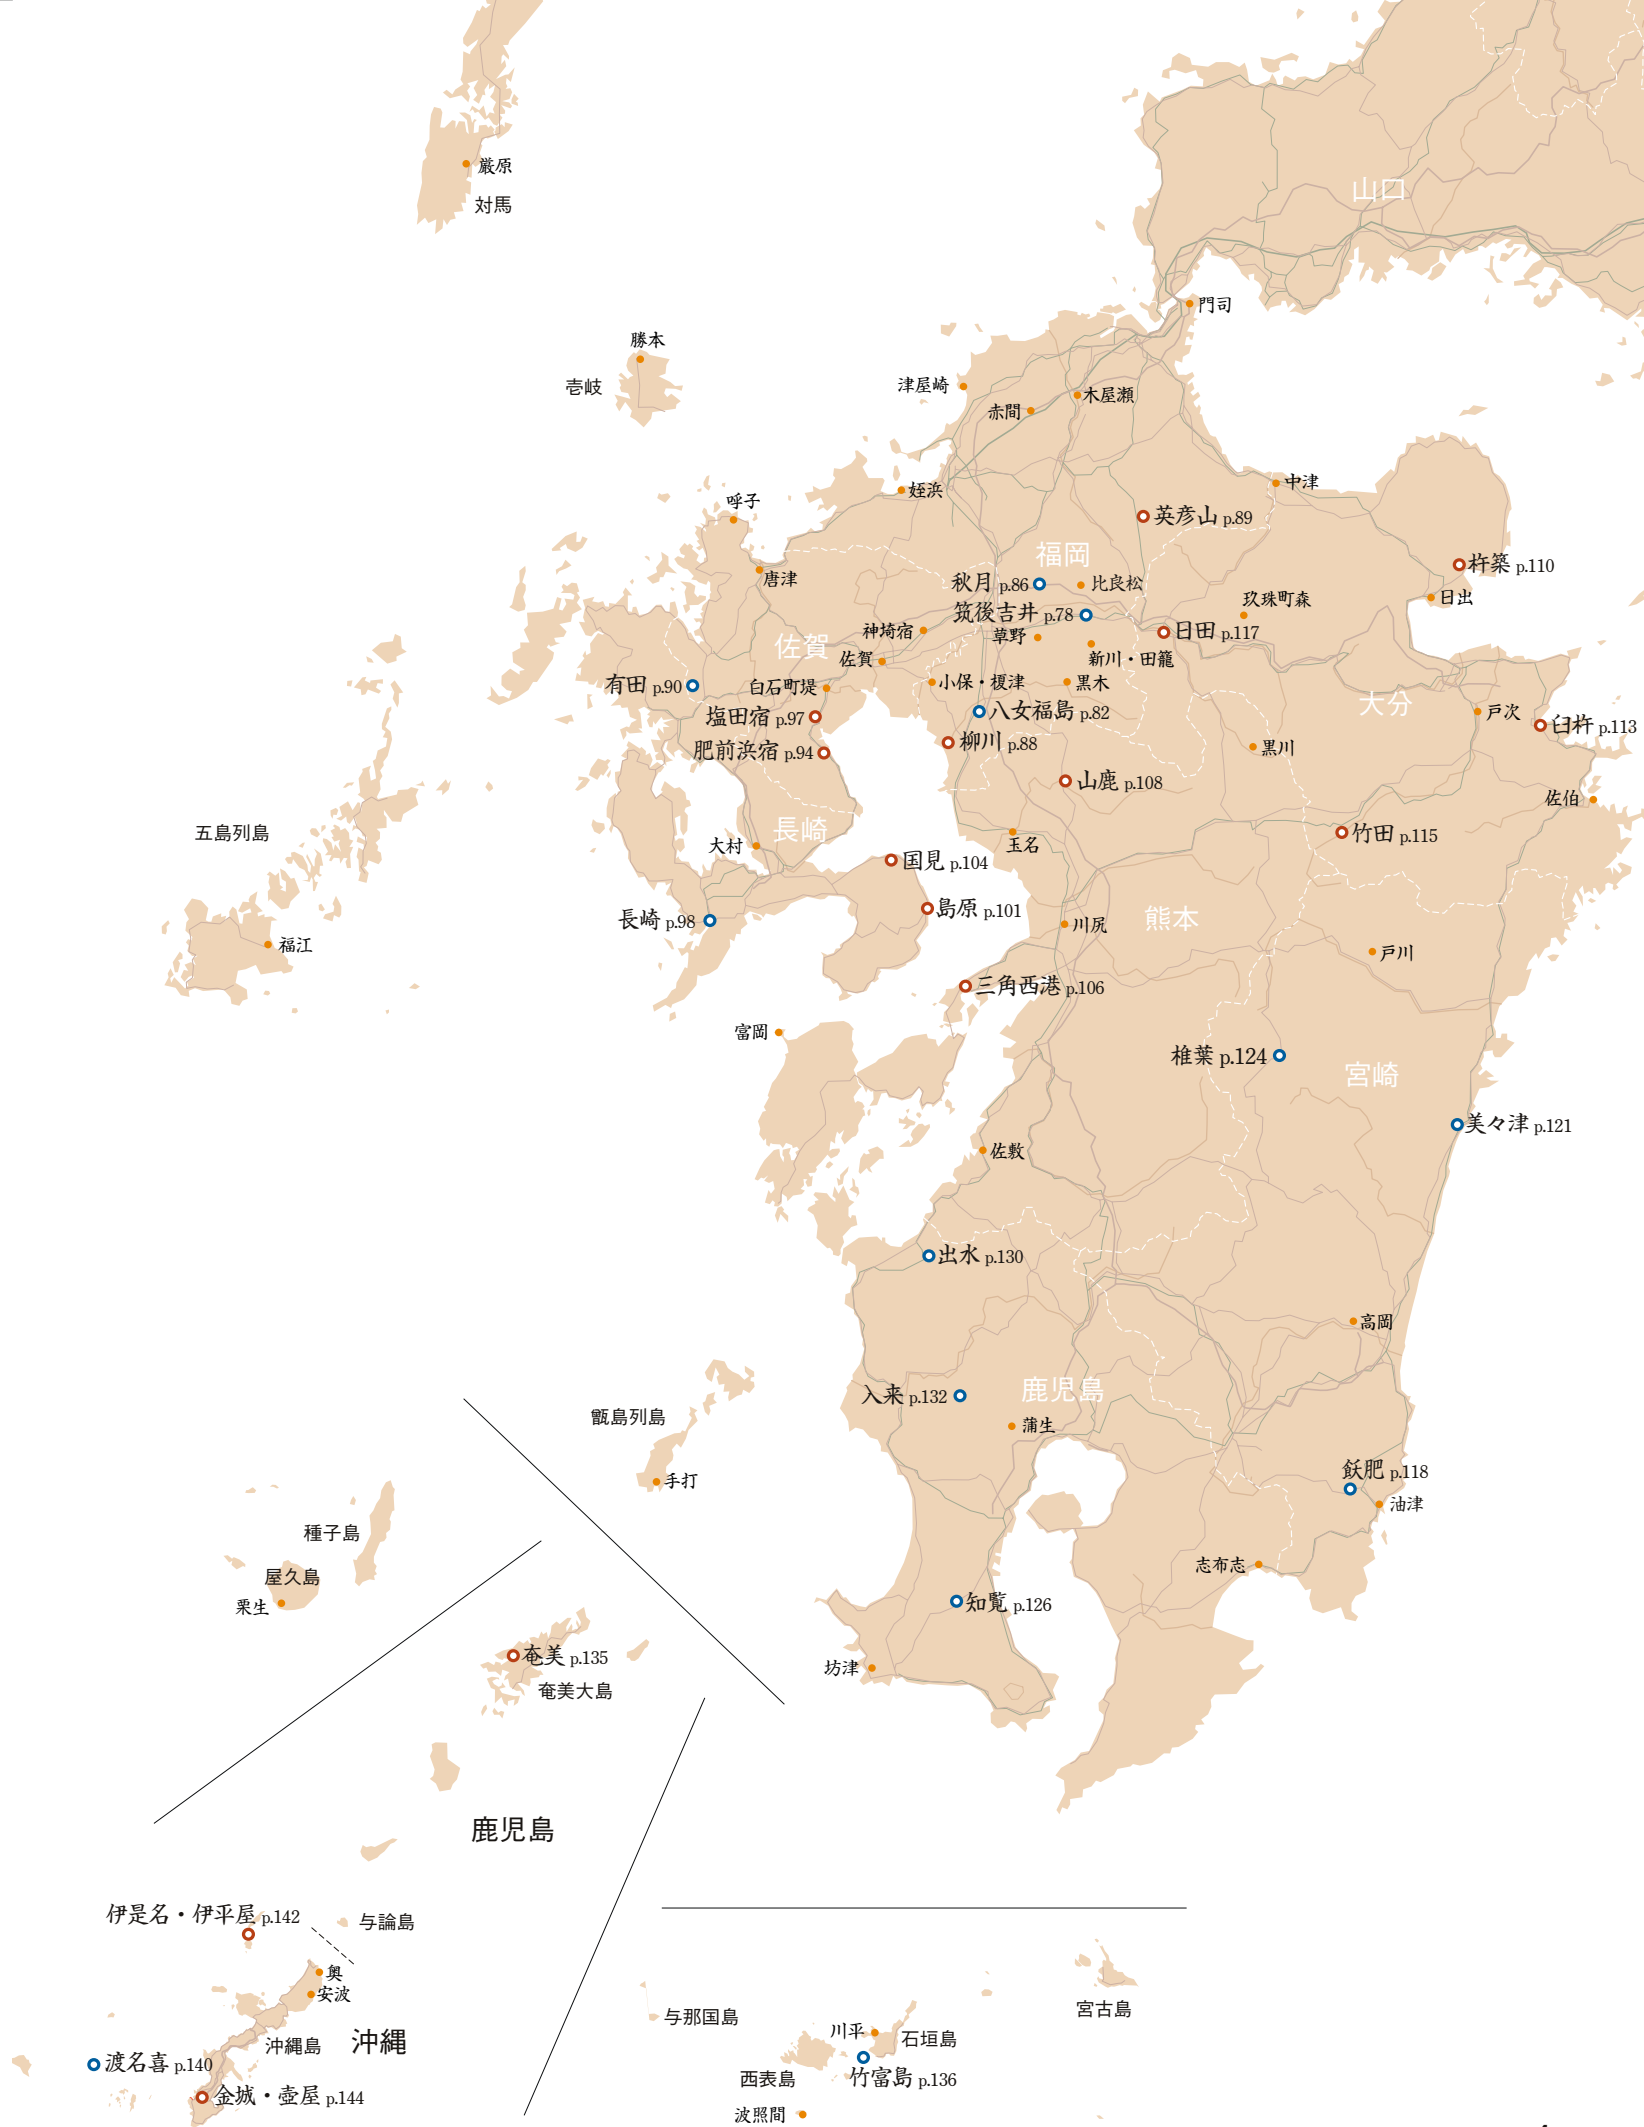 厳原
対馬
山口
門司
勝本
壱岐
津屋崎
木屋瀬
赤間
姪浜
中津
呼子
英彦山 p.89
福岡
杵築 p.110
唐津
秋月 p.86
比良松
日出
玖珠町森
筑後吉井 p.78
神埼宿
草野
日田 p.117
佐賀
佐賀
新川・田籠
有田 p.90
白石町堤
小保・榎津
黒木
大分
塩田宿 p.97
八女福島 p.82
戸次
臼杵 p.113
肥前浜宿 p.94
柳川 p.88
黒川
山鹿 p.108
佐伯
五島列島
長崎
竹田 p.115
大村
玉名
国見 p.104
島原 p.101
長崎 p.98
熊本
川尻
福江
戸川
三角西港 p.106
富岡
椎葉 p.124
宮崎
美々津 p.121
佐敷
出水 p.130
高岡
入来 p.132
鹿児島
甑島列島
蒲生
手打
飫肥 p.118
油津
種子島
志布志
屋久島
栗生
知覧 p.126
奄美 p.135
坊津
奄美大島
鹿児島
伊是名・伊平屋 p.142
与論島
奥
安波
宮古島
与那国島
川平
石垣島
沖縄島
沖縄
渡名喜 p.140
西表島
竹富島 p.136
金城・壺屋 p.144
波照間